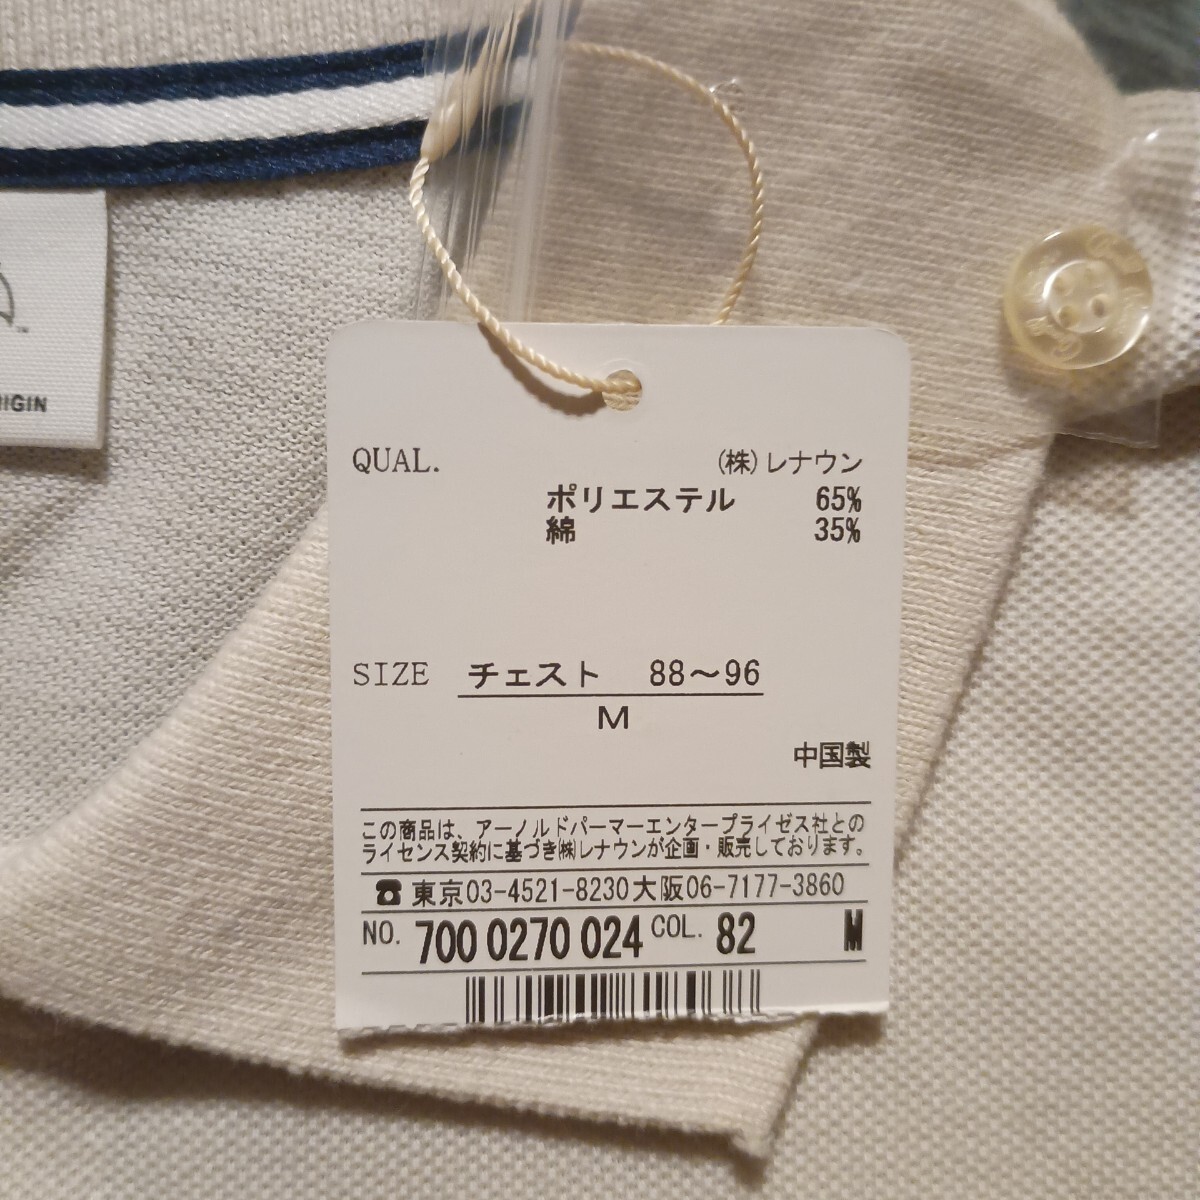 QUAL.
(株)レナウン
ポリエステル 65%
綿 35%
SIZE チェスト 88～96
M
中国製
この商品は、アーノルドパーマーエンタープライゼス社との
ライセンス契約に基づき㈱レナウンが企画・販売しております。
☎東京03-4521-8230大阪06-7177-3860
NO. 700 0270 024 COL. 82 M
TM